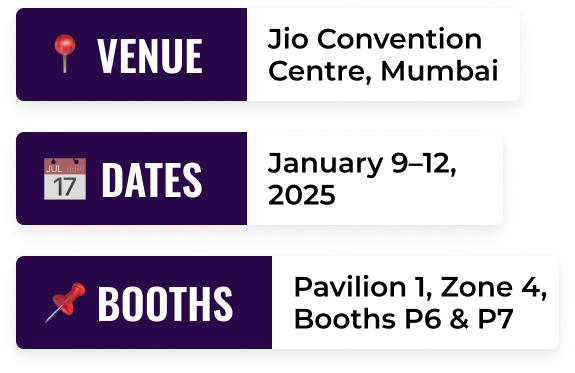 VENUE
Jio Convention
Centre, Mumbai
JUL
17
DATES
January 9–12,
2025
BOOTHS
Pavilion 1, Zone 4,
Booths P6 & P7